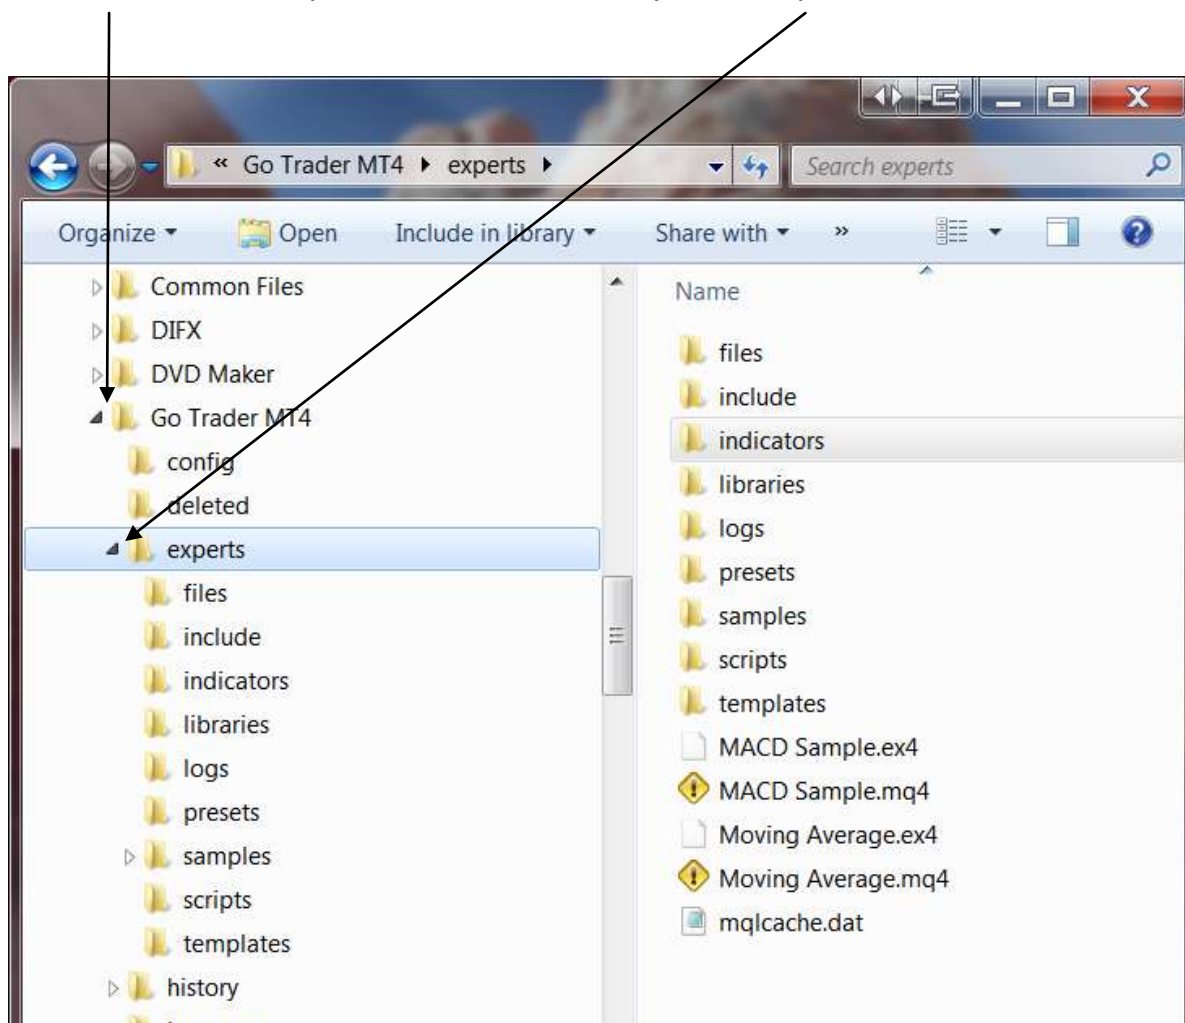 « Go Trader MT4 experts
Search experts
Organize Open Include in library Share with »
Common Files
DIFX
DVD Maker
Go Trader MT4
config
deleted
experts
files
include
indicators
libraries
logs
presets
samples
scripts
templates
history
Name
files
include
indicators
libraries
logs
presets
samples
scripts
templates
MACD Sample.ex4
MACD Sample.mq4
Moving Average.ex4
Moving Average.mq4
mqlcache.dat